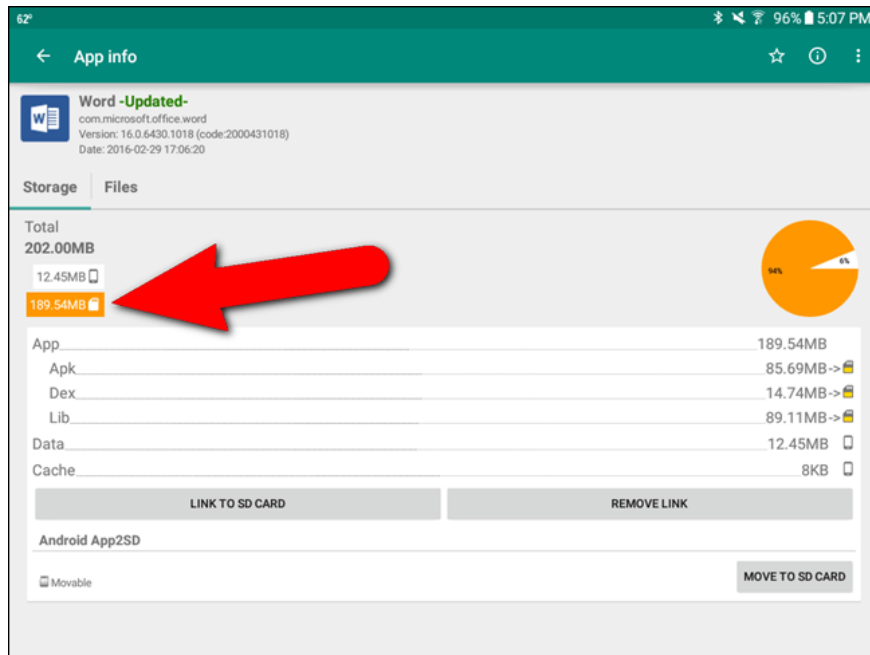 62° 96% 5:07 PM
App info
W Word -Updated-
com.microsoft.office.word
Version: 16.0.6430.1018 (code:2000431018)
Date: 2016-02-29 17:06:20
Storage Files
Total
202.00MB
12.45MB
189.54MB
94% 6%
App 189.54MB
Apk 85.69MB->
Dex 14.74MB->
Lib 89.11MB->
Data 12.45MB
Cache 8KB
LINK TO SD CARD REMOVE LINK
Android App2SD
Movable MOVE TO SD CARD